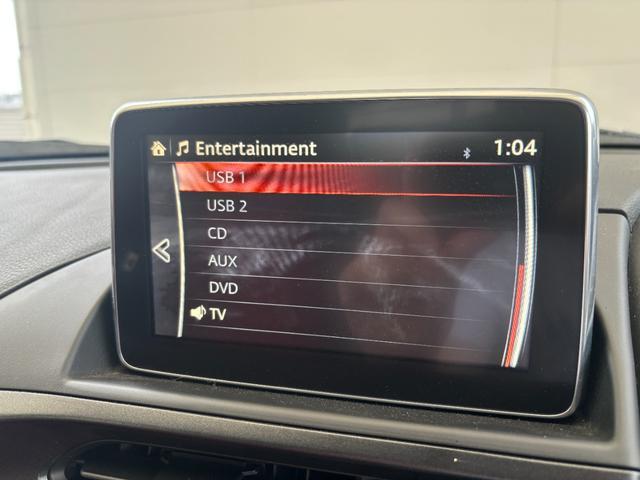 Entertainment 1:04
USB 1
USB 2
CD
AUX
DVD
TV